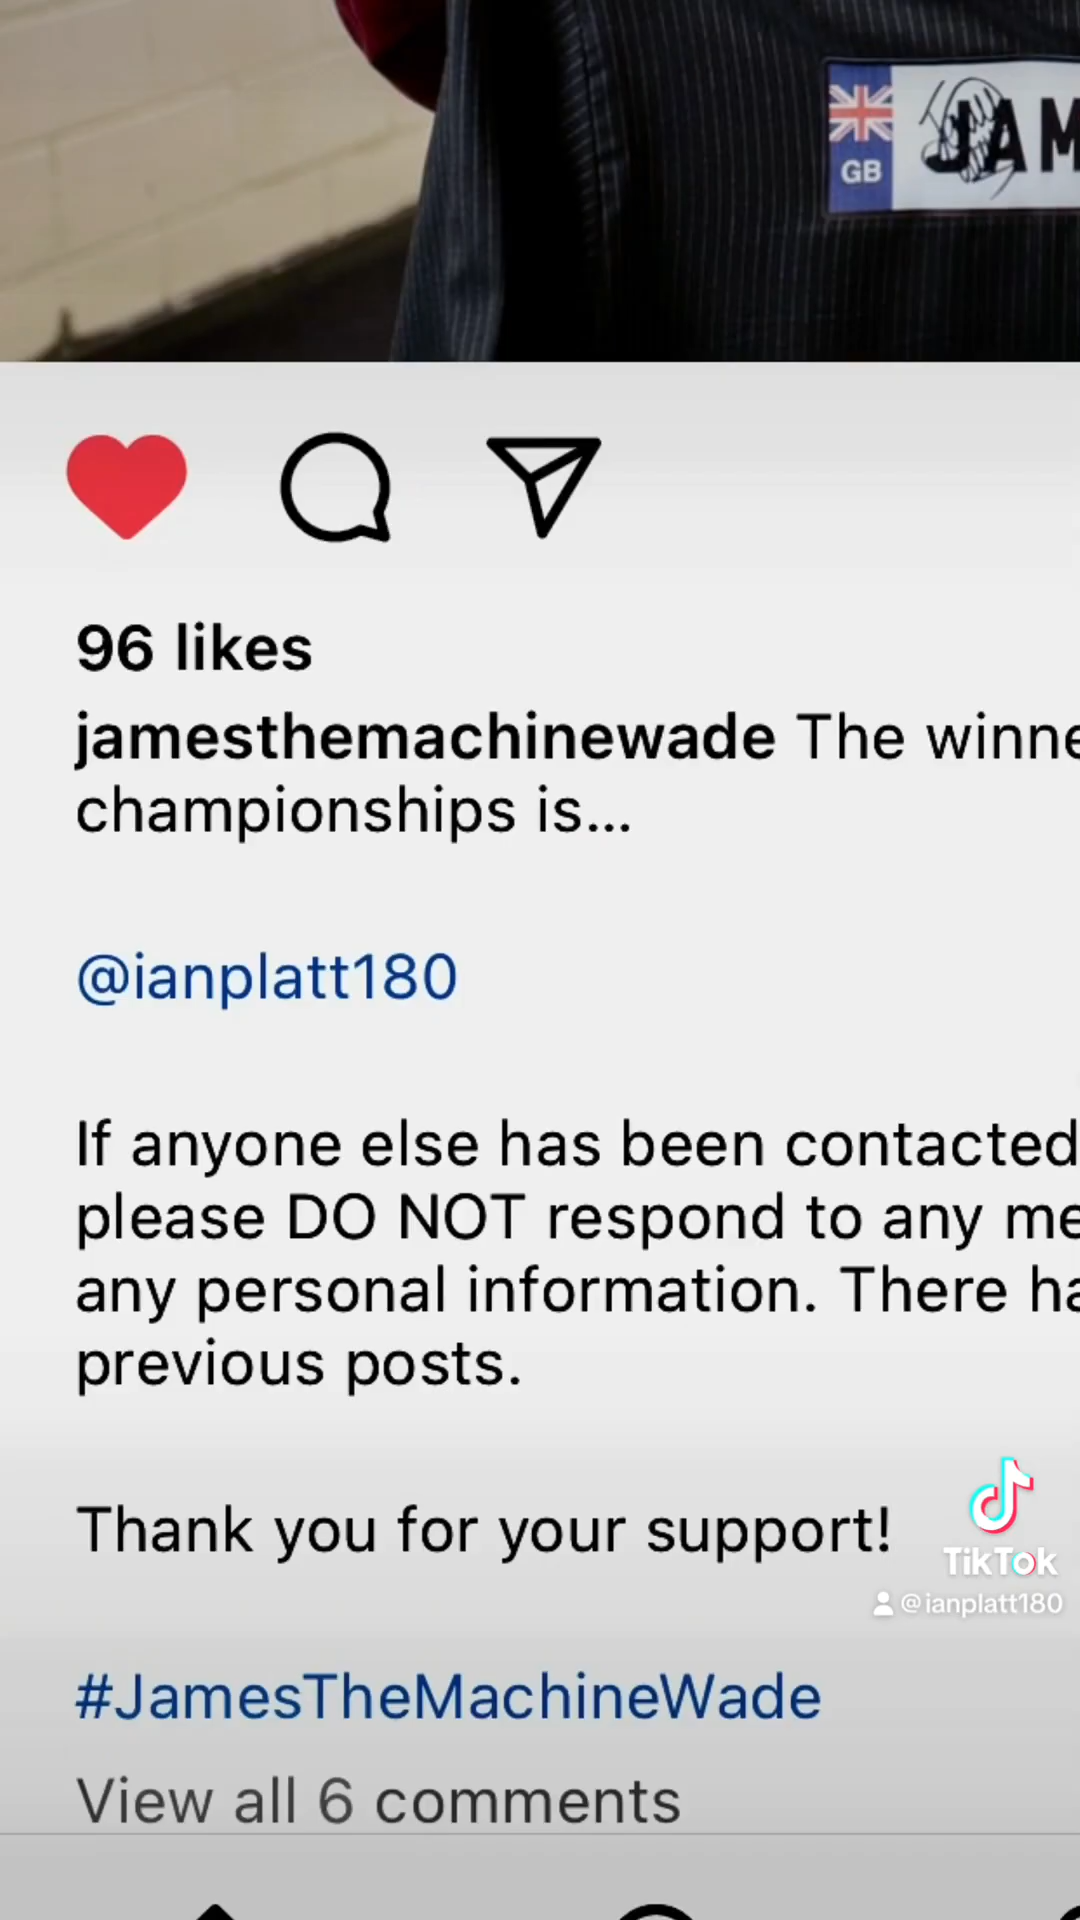 GB
JAM
96 likes
jamesthemachinewade The winne
championships is...
@ianplatt180
If anyone else has been contacted
please DO NOT respond to any me
any personal information. There ha
previous posts.
Thank you for your support!
TikTok
@ianplatt180
#JamesTheMachineWade
View all 6 comments